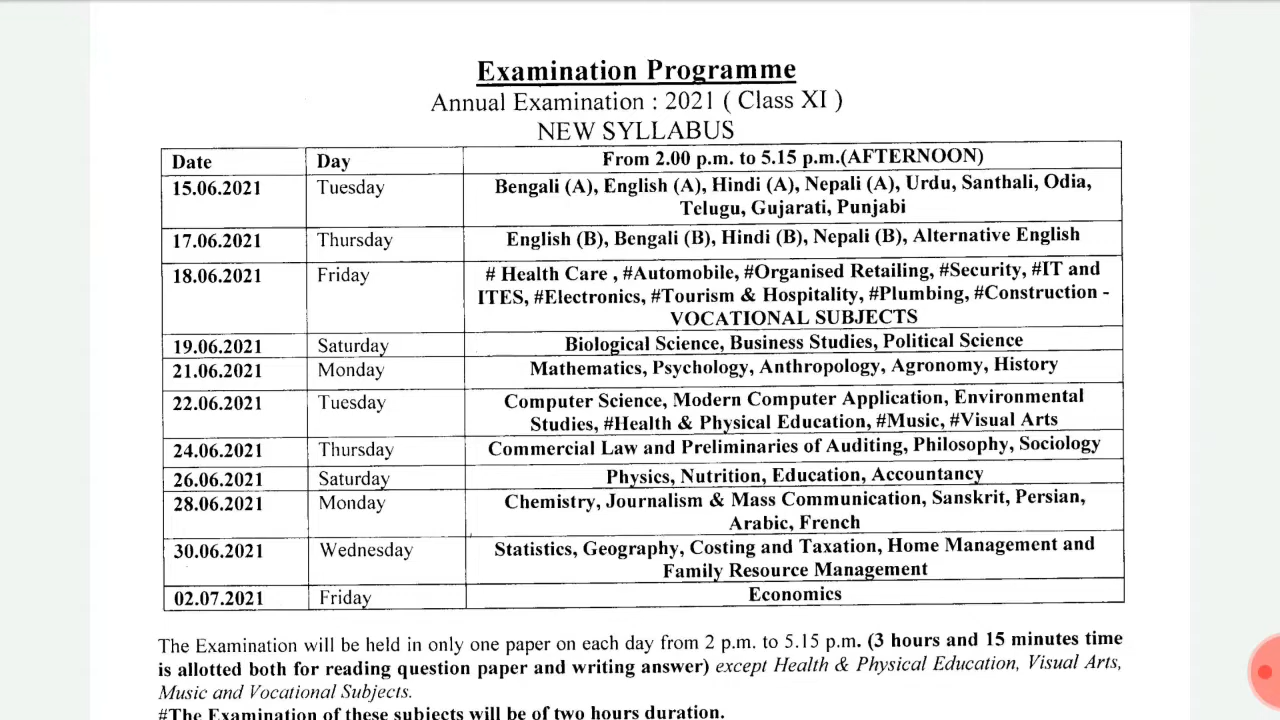 Examination Programme
Annual Examination : 2021 ( Class XI )
NEW SYLLABUS
Date Day From 2.00 p.m. to 5.15 p.m.(AFTERNOON)
15.06.2021 Tuesday Bengali (A), English (A), Hindi (A), Nepali (A), Urdu, Santhali, Odia,
Telugu, Gujarati, Punjabi
17.06.2021 Thursday English (B), Bengali (B), Hindi (B), Nepali (B), Alternative English
18.06.2021 Friday # Health Care , #Automobile, #Organised Retailing, #Security, #IT and
ITES, #Electronics, #Tourism & Hospitality, #Plumbing, #Construction -
VOCATIONAL SUBJECTS
19.06.2021 Saturday Biological Science, Business Studies, Political Science
21.06.2021 Monday Mathematics, Psychology, Anthropology, Agronomy, History
22.06.2021 Tuesday Computer Science, Modern Computer Application, Environmental
Studies, #Health & Physical Education, #Music, #Visual Arts
24.06.2021 Thursday Commercial Law and Preliminaries of Auditing, Philosophy, Sociology
26.06.2021 Saturday Physics, Nutrition, Education, Accountancy
28.06.2021 Monday Chemistry, Journalism & Mass Communication, Sanskrit, Persian,
Arabic, French
30.06.2021 Wednesday Statistics, Geography, Costing and Taxation, Home Management and
Family Resource Management
02.07.2021 Friday Economics
The Examination will be held in only one paper on each day from 2 p.m. to 5.15 p.m. (3 hours and 15 minutes time
is allotted both for reading question paper and writing answer) except Health & Physical Education, Visual Arts,
Music and Vocational Subjects.
#The Examination of these subjects will be of two hours duration.